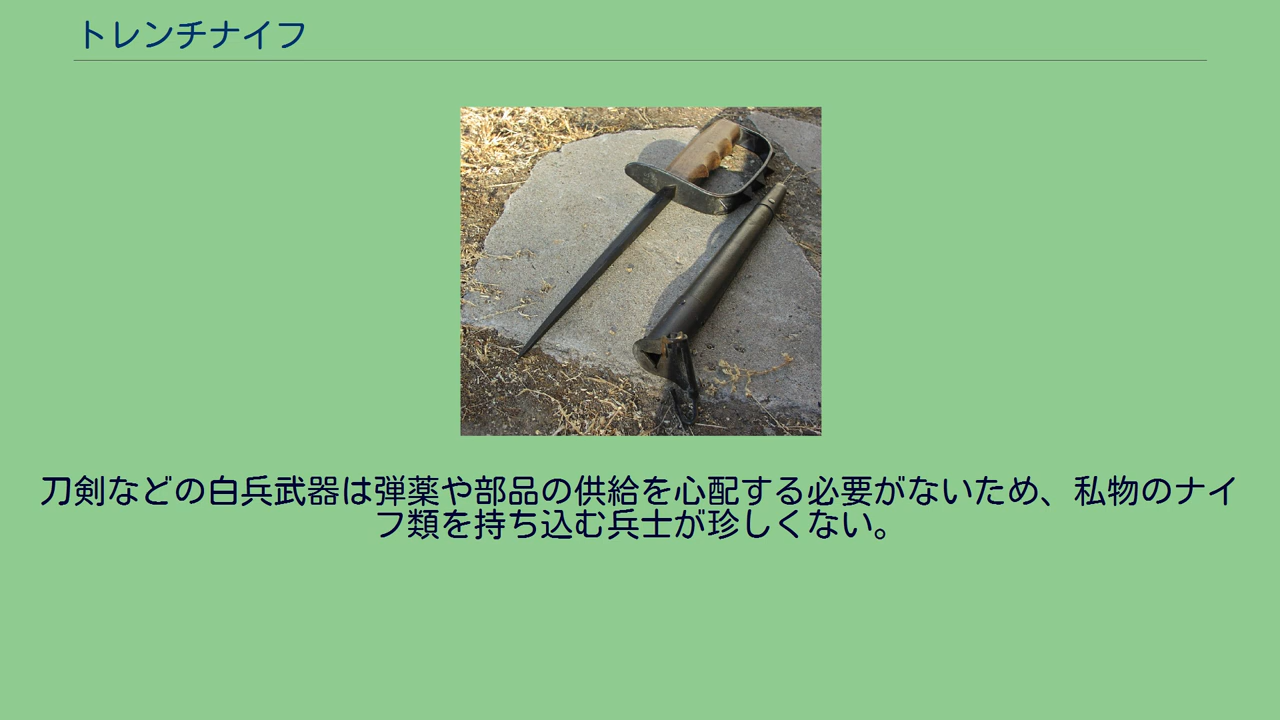 トレンチナイフ
刀剣などの白兵武器は弾薬や部品の供給を心配する必要がないため、私物のナイ
フ類を持ち込む兵士が珍しくない。